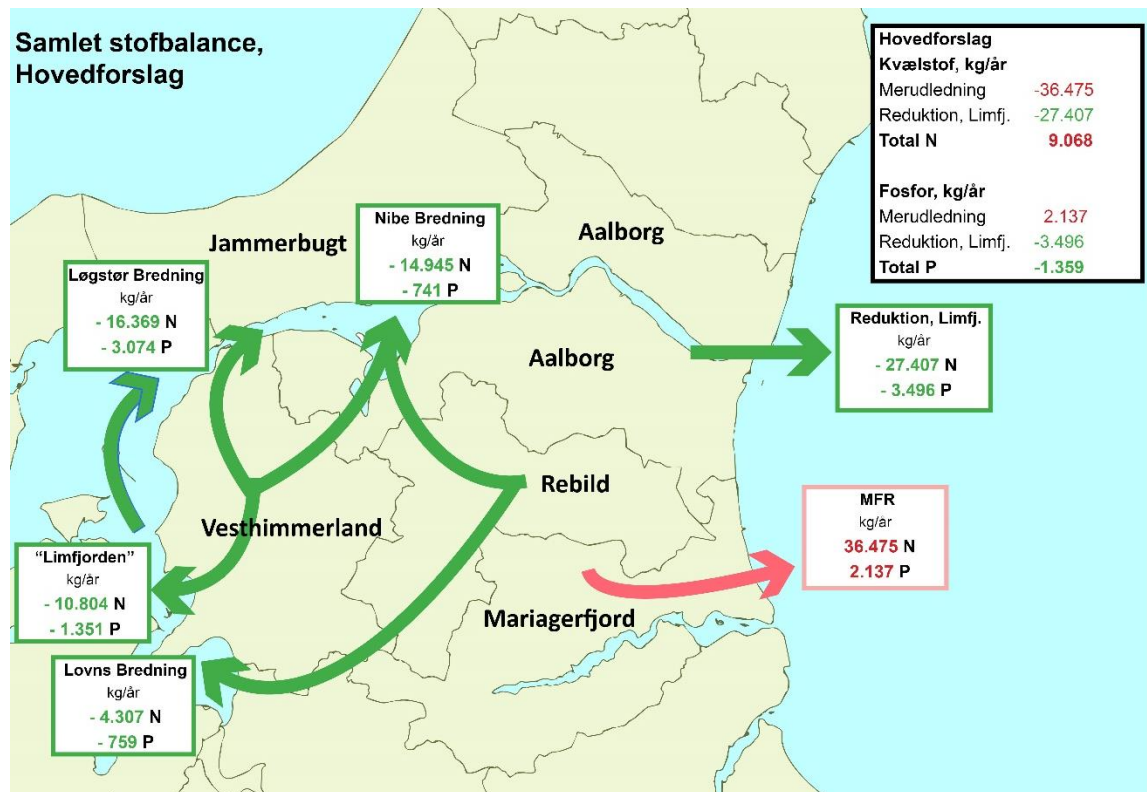 Samlet stofbalance,
Hovedforslag
Hovedforslag
Kvælstof, kg/år
Merudledning -36.475
Reduktion, Limfj. -27.407
Total N 9.068
Fosfor, kg/år
Merudledning 2.137
Reduktion, Limfj. -3.496
Total P -1.359
Nibe Bredning
kg/år
- 14.945 N
- 741 P
Jammerbugt
Aalborg
Løgstør Bredning
kg/år
- 16.369 N
- 3.074 P
Reduktion, Limfj.
kg/år
- 27.407 N
- 3.496 P
Aalborg
Rebild
Vesthimmerland
MFR
kg/år
36.475 N
2.137 P
"Limfjorden"
kg/år
- 10.804 N
- 1.351 P
Mariagerfjord
Lovns Bredning
kg/år
- 4.307 N
- 759 P